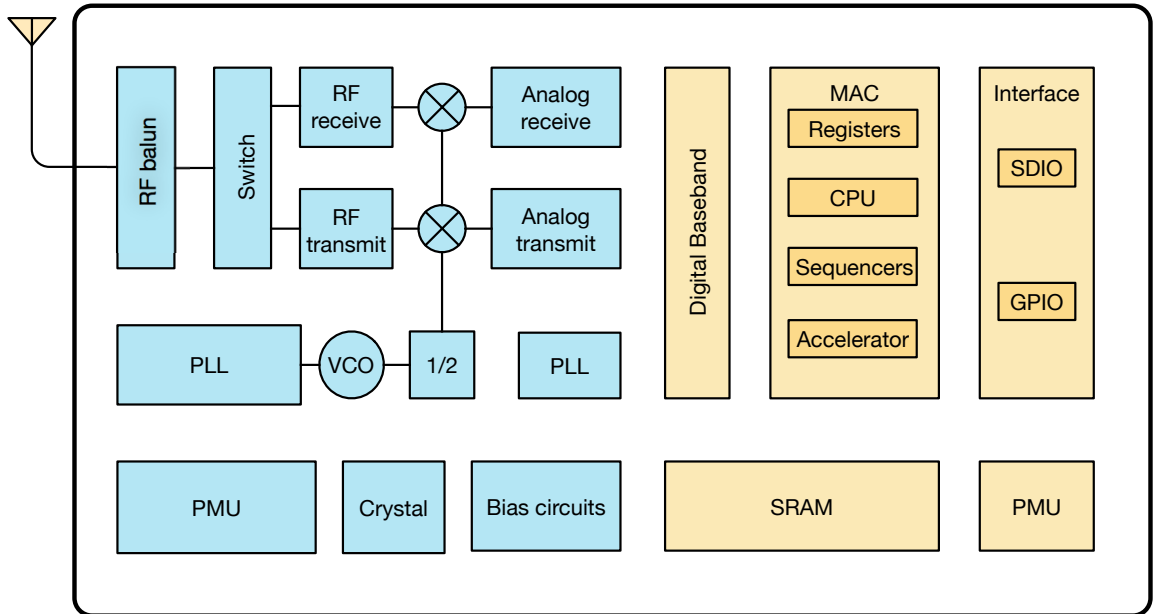 RF balun
Switch
RF
receive
Analog
receive
RF
transmit
Analog
transmit
PLL
VCO
1/2
PLL
PMU
Crystal
Bias circuits
Digital Baseband
MAC
Registers
CPU
Sequencers
Accelerator
Interface
SDIO
GPIO
SRAM
PMU